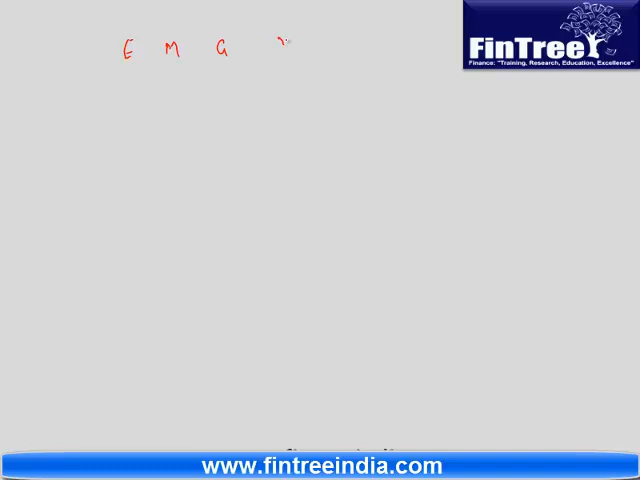 E M G
FinTree
Finance: "Training, Research, Education, Excellence"
www.fintreeindia.com